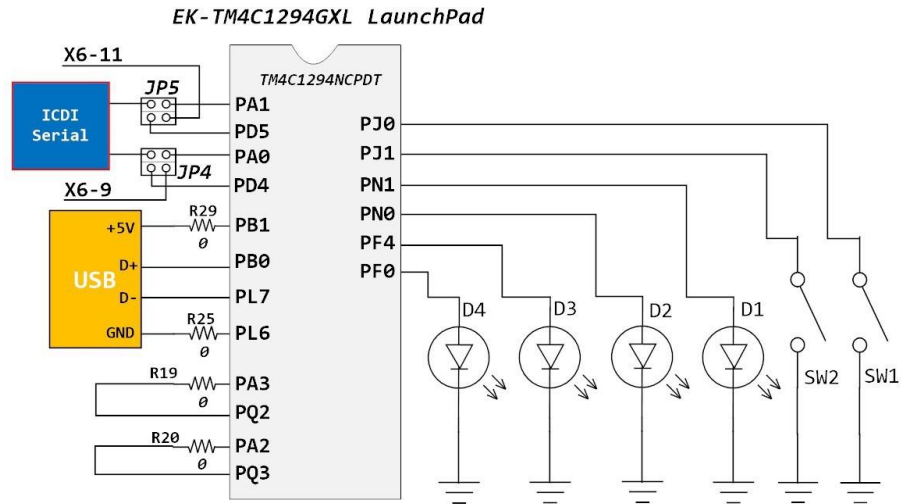 EK-TM4C1294GXL LaunchPad
X6-11
JP5
TM4C1294NCPDT
ICDI
Serial
PA1
PD5
PA0
PD4
JP4
X6-9
PJ0
PJ1
PN1
PN0
PF4
PF0
USB
+5V
D+
D-
GND
R29
0
PB1
PB0
PL7
R25
0
PL6
R19
0
PA3
PQ2
R20
0
PA2
PQ3
D4
D3
D2
D1
SW2
SW1